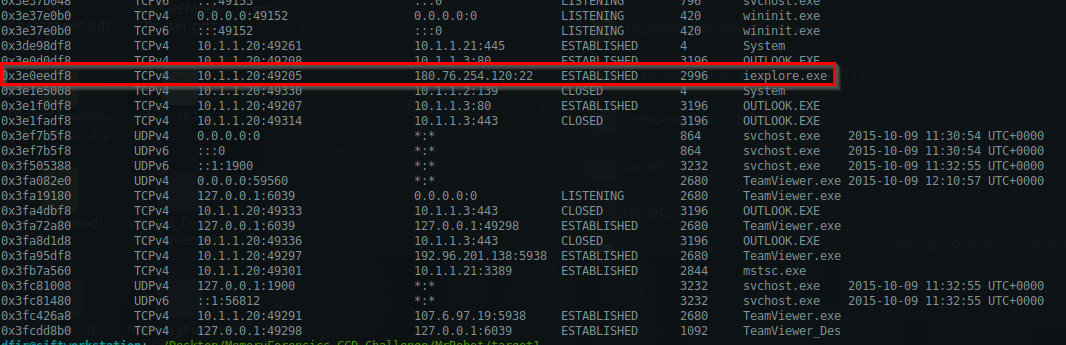 0x3e37b048 TCPv6 :::49153 :::0 LISTENING 796 svchost.exe
0x3e37e0b0 TCPv4 0.0.0.0:49152 0.0.0.0:0 LISTENING 420 wininit.exe
0x3e37e0b0 TCPv6 :::49152 :::0 LISTENING 420 wininit.exe
0x3de98df8 TCPv4 10.1.1.20:49261 10.1.1.21:445 ESTABLISHED 4 System
0x3e0d0df8 TCPv4 10.1.1.20:49208 10.1.1.3:80 ESTABLISHED 3196 OUTLOOK.EXE
0x3e0eedf8 TCPv4 10.1.1.20:49205 180.76.254.120:22 ESTABLISHED 2996 iexplore.exe
0x3e1e5008 TCPv4 10.1.1.20:49330 10.1.1.2:139 CLOSED 4 System
0x3e1f0df8 TCPv4 10.1.1.20:49207 10.1.1.3:80 ESTABLISHED 3196 OUTLOOK.EXE
0x3e1fadf8 TCPv4 10.1.1.20:49314 10.1.1.3:443 CLOSED 3196 OUTLOOK.EXE
0x3ef7b5f8 UDPv4 0.0.0.0:0 *:* 864 svchost.exe 2015-10-09 11:30:54 UTC+0000
0x3ef7b5f8 UDPv6 :::0 *:* 864 svchost.exe 2015-10-09 11:30:54 UTC+0000
0x3f505388 UDPv6 ::1:1900 *:* 3232 svchost.exe 2015-10-09 11:32:55 UTC+0000
0x3fa082e0 UDPv4 0.0.0.0:59560 *:* 2680 TeamViewer.exe 2015-10-09 12:10:57 UTC+0000
0x3fa19180 TCPv4 127.0.0.1:6039 0.0.0.0:0 LISTENING 2680 TeamViewer.exe
0x3fa4dbf8 TCPv4 10.1.1.20:49333 10.1.1.3:443 CLOSED 3196 OUTLOOK.EXE
0x3fa72a80 TCPv4 127.0.0.1:6039 127.0.0.1:49298 ESTABLISHED 2680 TeamViewer.exe
0x3fa8d1d8 TCPv4 10.1.1.20:49336 10.1.1.3:443 CLOSED 3196 OUTLOOK.EXE
0x3fa95df8 TCPv4 10.1.1.20:49297 192.96.201.138:5938 ESTABLISHED 2680 TeamViewer.exe
0x3fb7a560 TCPv4 10.1.1.20:49301 10.1.1.21:3389 ESTABLISHED 2844 mstsc.exe
0x3fc81008 UDPv4 127.0.0.1:1900 *:* 3232 svchost.exe 2015-10-09 11:32:55 UTC+0000
0x3fc81480 UDPv6 ::1:56812 *:* 3232 svchost.exe 2015-10-09 11:32:55 UTC+0000
0x3fc426a8 TCPv4 10.1.1.20:49291 107.6.97.19:5938 ESTABLISHED 2680 TeamViewer.exe
0x3fcdd8b0 TCPv4 127.0.0.1:49298 127.0.0.1:6039 ESTABLISHED 1092 TeamViewer_Des
dfir@siftworkstation: ~/Desktop/MemoryForensics_CCD_Challenge/MrRobot/target1